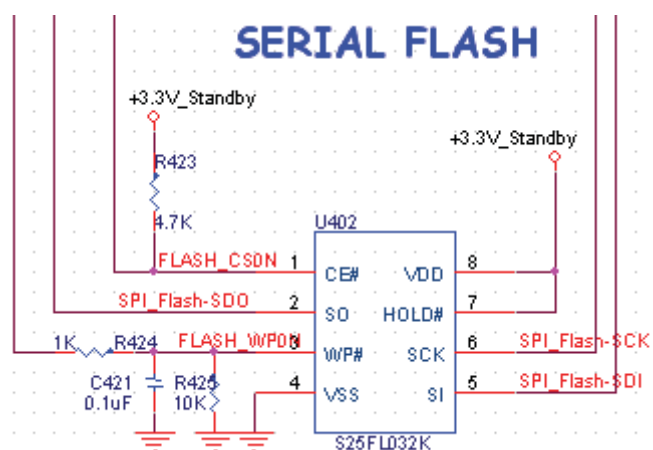 SERIAL FLASH
+3.3V_Standby
+3.3V_Standby
R423
4.7K
U402
FLASH_CS0N 1 CE# VDD 8
SPI_Flash-SDO 2 SO HOLD# 7
1K R424 FLASH_WP0N 3 WP# SCK 6 SPI_Flash-SCK
C421 0.1uF R425 10K 4 VSS SI 5 SPI_Flash-SDI
S25FL032K